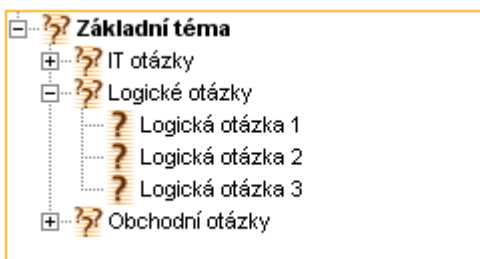 Základní téma
IT otázky
Logické otázky
Logická otázka 1
Logická otázka 2
Logická otázka 3
Obchodní otázky